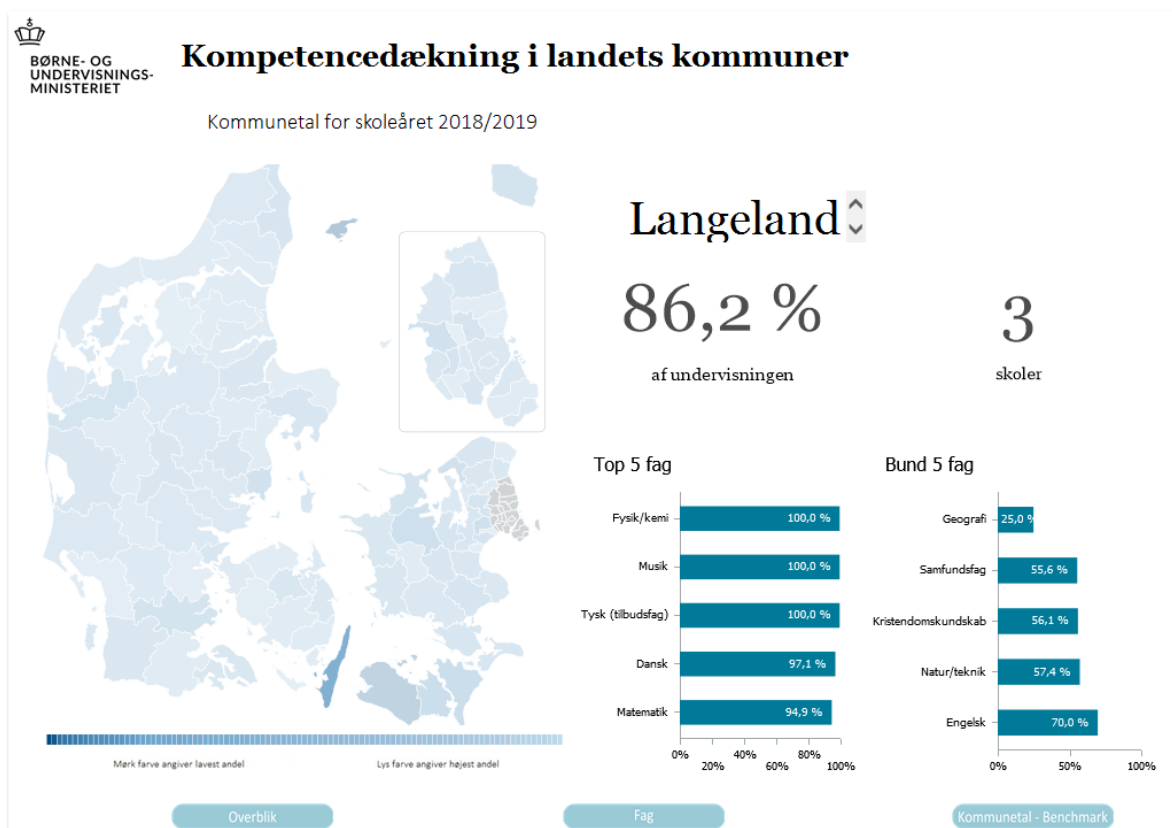 BØRNE- OG
UNDERVISNINGS-
MINISTERIET
Kompetencedækning i landets kommuner
Kommunetal for skoleåret 2018/2019
Langeland
86,2 %
af undervisningen
3
skoler
Top 5 fag
Fysik/kemi 100,0 %
Musik 100,0 %
Tysk (tilbudsfag) 100,0 %
Dansk 97,1 %
Matematik 94,9 %
0% 40% 80%
20% 60% 100%
Bund 5 fag
Geografi 25,0 %
Samfundsfag 55,6 %
Kristendomskundskab 56,1 %
Natur/teknik 57,4 %
Engelsk 70,0 %
0% 50% 100%
Mørk farve angiver lavest andel
Lys farve angiver højest andel
Overblik
Fag
Kommunetal - Benchmark